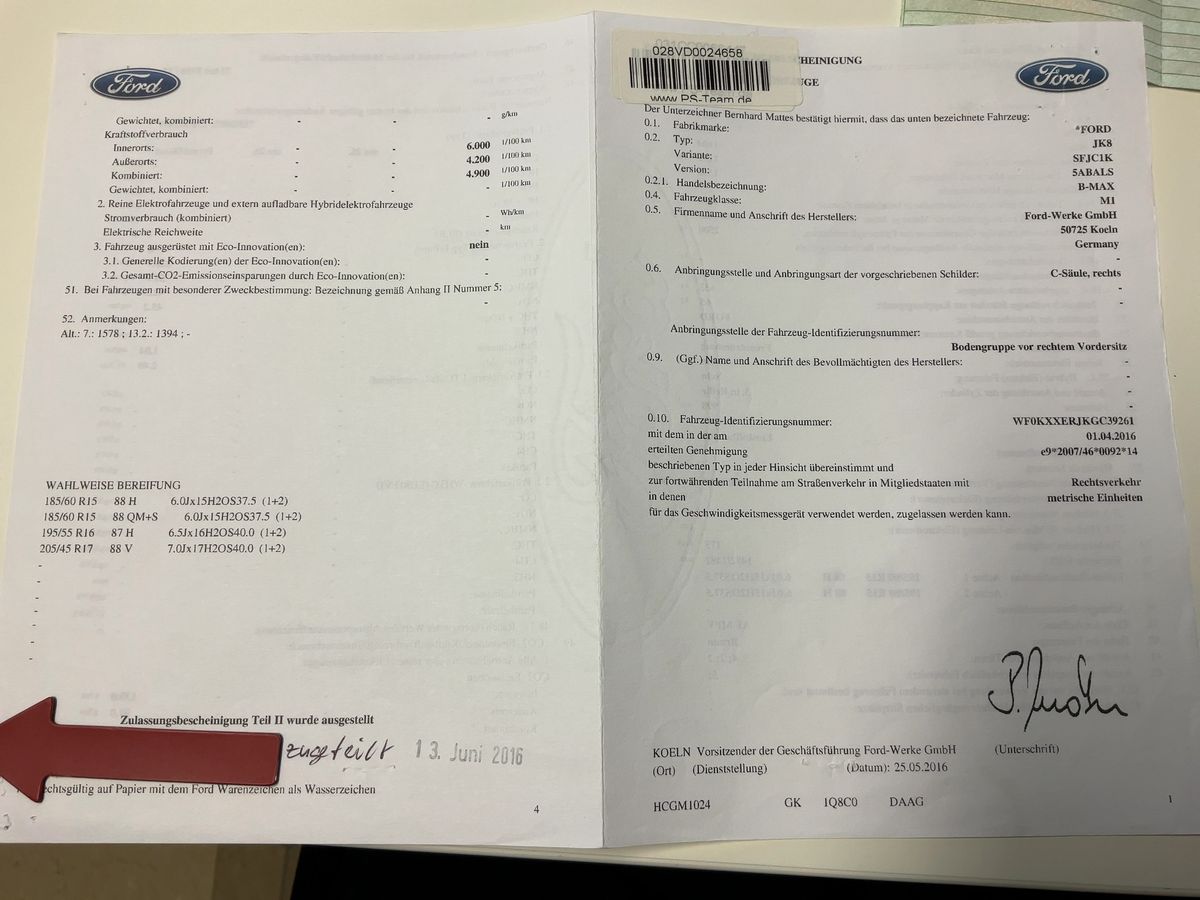 Ford
Gewichtet, kombiniert: - - - g/km
Kraftstoffverbrauch
Innerorts: - - 6.000 l/100 km
Außerorts: - - 4.200 l/100 km
Kombiniert: - - 4.900 l/100 km
Gewichtet, kombiniert: - - - l/100 km
2. Reine Elektrofahrzeuge und extern aufladbare Hybridelektrofahrzeuge
Stromverbrauch (kombiniert) - Wh/km
Elektrische Reichweite - km
3. Fahrzeug ausgerüstet mit Eco-Innovation(en): nein
3.1. Generelle Kodierung(en) der Eco-Innovation(en): -
3.2. Gesamt-CO2-Emissionseinsparungen durch Eco-Innovation(en): -
51. Bei Fahrzeugen mit besonderer Zweckbestimmung: Bezeichnung gemäß Anhang II Nummer 5:
-
52. Anmerkungen:
Alt.: 7.: 1578 ; 13.2.: 1394 ; -
WAHLWEISE BEREIFUNG
185/60 R15 88 H 6.0Jx15H2OS37.5 (1+2)
185/60 R15 88 QM+S 6.0Jx15H2OS37.5 (1+2)
195/55 R16 87 H 6.5Jx16H2OS40.0 (1+2)
205/45 R17 88 V 7.0Jx17H2OS40.0 (1+2)
-
-
-
-
-
-
-
Zulassungsbescheinigung Teil II wurde ausgestellt
zugeteilt 13. Juni 2016
echtsgültig auf Papier mit dem Ford Warenzeichen als Wasserzeichen
4
028VD0024658
www.PS-Team.de
HEINIGUNG
UGE
Ford
Der Unterzeichner Bernhard Mattes bestätigt hiermit, dass das unten bezeichnete Fahrzeug:
0.1. Fabrikmarke: *FORD
0.2. Typ: JK8
Variante: SFJC1K
Version: 5ABALS
0.2.1. Handelsbezeichnung: B-MAX
0.4. Fahrzeugklasse: M1
0.5. Firmenname und Anschrift des Herstellers: Ford-Werke GmbH
50725 Koeln
Germany
0.6. Anbringungsstelle und Anbringungsart der vorgeschriebenen Schilder: C-Säule, rechts
-
-
Anbringungsstelle der Fahrzeug-Identifizierungsnummer:
Bodengruppe vor rechtem Vordersitz
0.9. (Ggf.) Name und Anschrift des Bevollmächtigten des Herstellers: -
-
-
-
0.10. Fahrzeug-Identifizierungsnummer: WF0KXXERJKGC39261
mit dem in der am 01.04.2016
erteilten Genehmigung e9*2007/46*0092*14
beschriebenen Typ in jeder Hinsicht übereinstimmt und
zur fortwährenden Teilnahme am Straßenverkehr in Mitgliedstaaten mit Rechtsverkehr
in denen metrische Einheiten
für das Geschwindigkeitsmessgerät verwendet werden, zugelassen werden kann.
KOELN Vorsitzender der Geschäftsführung Ford-Werke GmbH (Unterschrift)
(Ort) (Dienststellung) (Datum): 25.05.2016
HCGM1024 GK 1Q8C0 DAAG
1